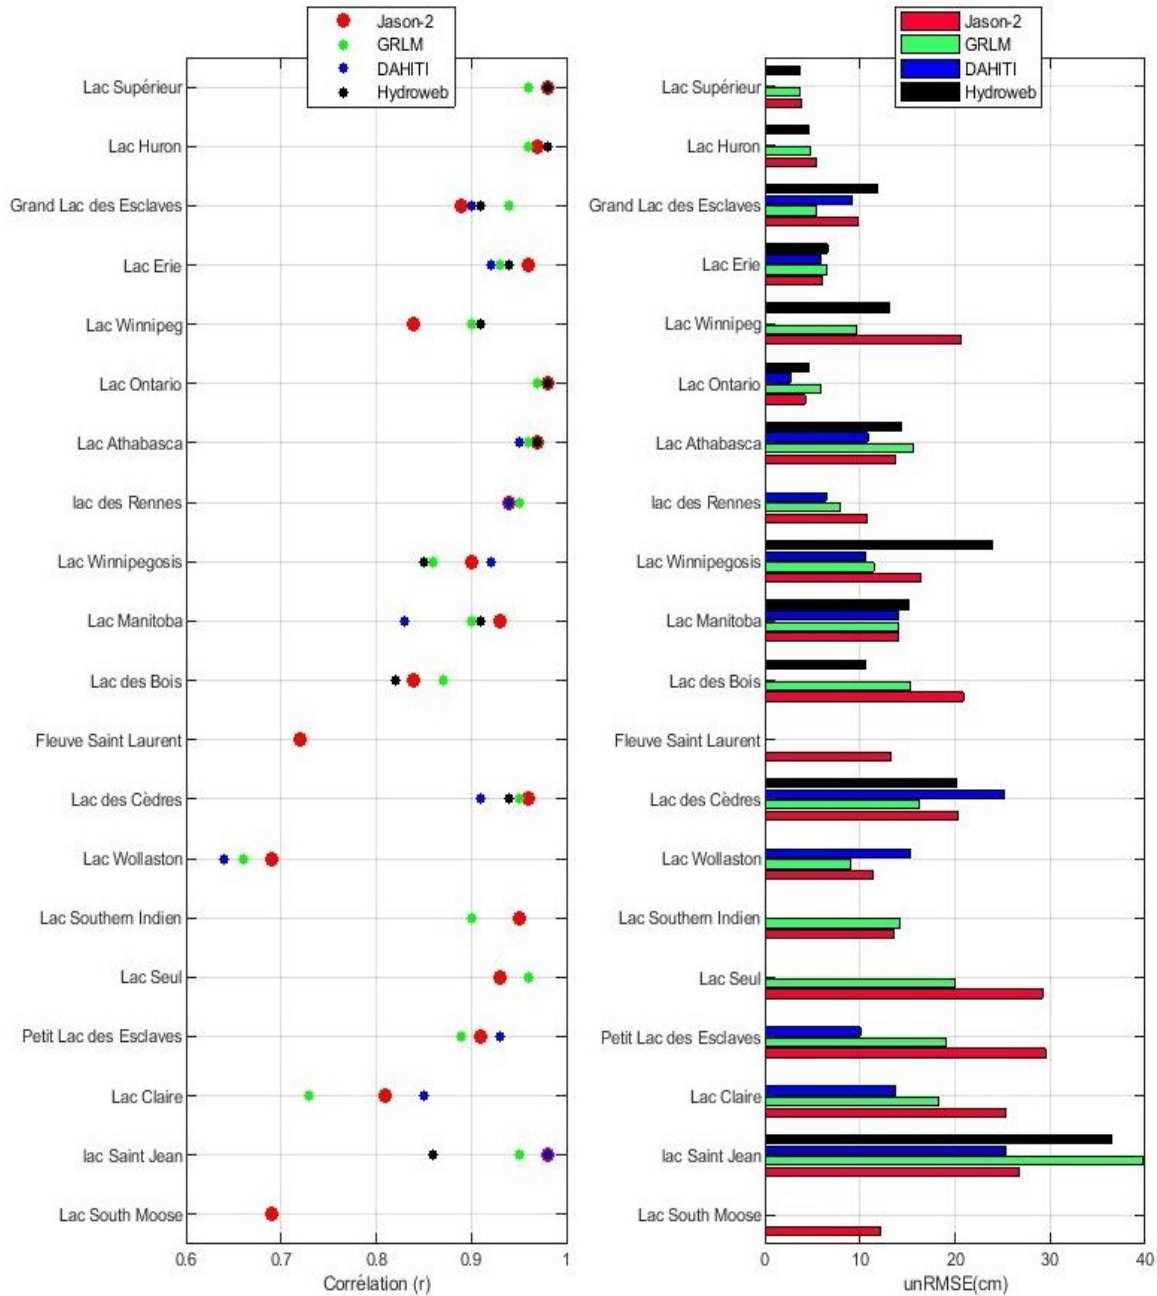 Jason-2
GRLM
DAHITI
Hydroweb
Lac Supérieur
Lac Huron
Grand Lac des Esclaves
Lac Erie
Lac Winnipeg
Lac Ontario
Lac Athabasca
lac des Rennes
Lac Winnipegosis
Lac Manitoba
Lac des Bois
Fleuve Saint Laurent
Lac des Cèdres
Lac Wollaston
Lac Southern Indien
Lac Seul
Petit Lac des Esclaves
Lac Claire
lac Saint Jean
Lac South Moose
0.6 0.7 0.8 0.9 1
Corrélation (r)
Jason-2
GRLM
DAHITI
Hydroweb
Lac Supérieur
Lac Huron
Grand Lac des Esclaves
Lac Erie
Lac Winnipeg
Lac Ontario
Lac Athabasca
lac des Rennes
Lac Winnipegosis
Lac Manitoba
Lac des Bois
Fleuve Saint Laurent
Lac des Cèdres
Lac Wollaston
Lac Southern Indien
Lac Seul
Petit Lac des Esclaves
Lac Claire
lac Saint Jean
Lac South Moose
0 10 20 30 40
unRMSE(cm)